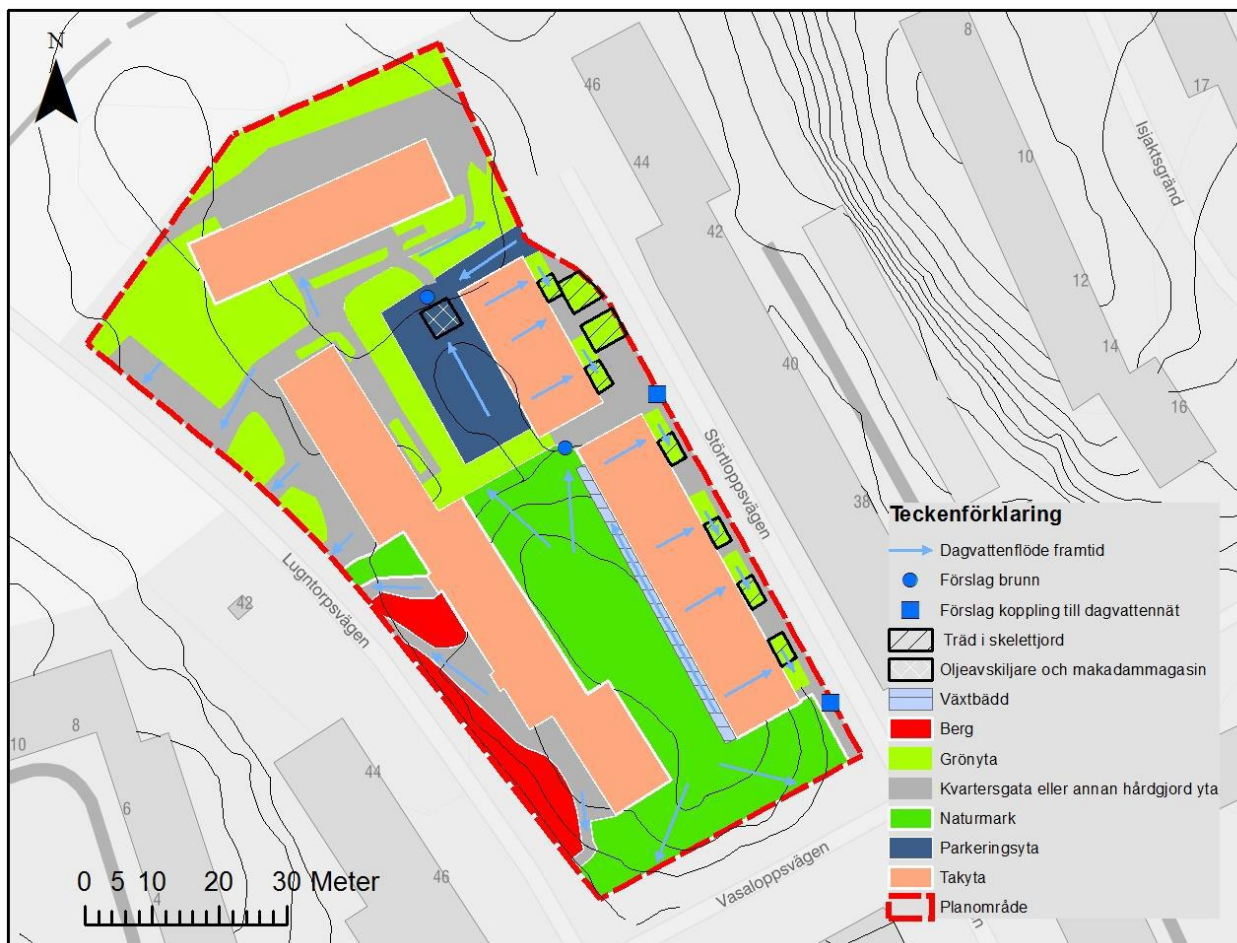 N
8
46
17
44
Isjaktsgränd
10
42
12
14
40
16
Störtloppsvägen
38
Teckenförklaring
Dagvattenflöde framtid
Förslag brunn
Förslag koppling till dagvattennät
Träd i skelettjord
Oljeavskiljare och makadammagasin
Växtbädd
Berg
Grönyta
Kvartersgata eller annan hårdgjord yta
Naturmark
Parkeringsyta
Takyta
Planområde
Lugntorpsvägen
42
8
10
44
6
4
46
Vasaloppsvägen
0 5 10 20 30 Meter